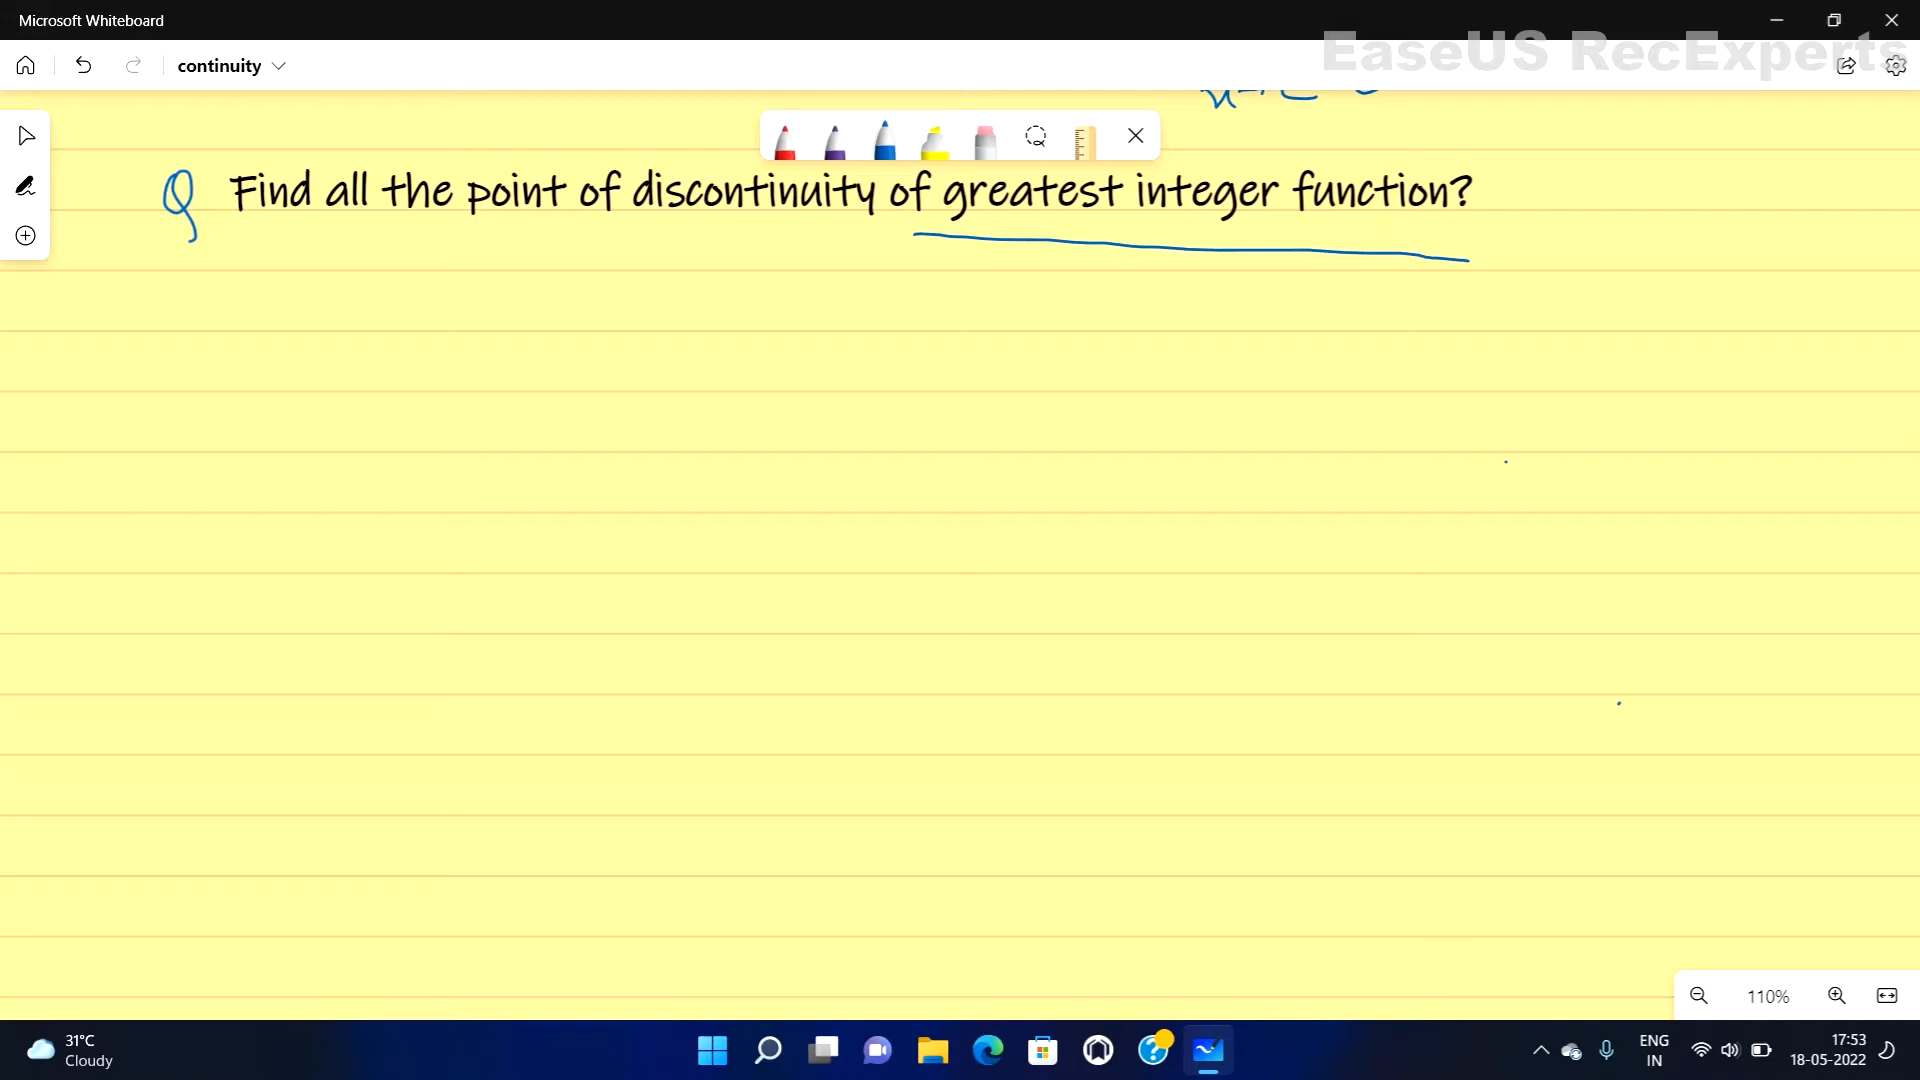 Microsoft Whiteboard
EaseUS RecExperts
continuity
Q Find all the point of discontinuity of greatest integer function?
110%
31°C
Cloudy
ENG
IN
17:53
18-05-2022